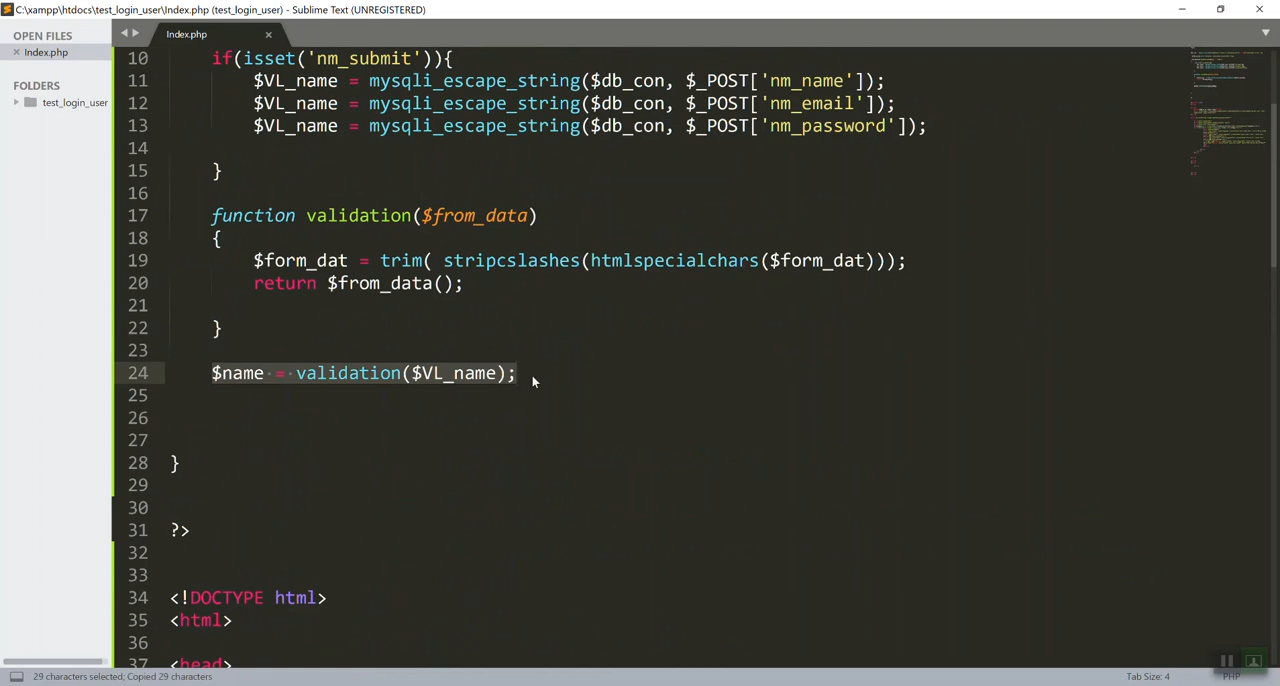 C:\xampp\htdocs\test_login_user\Index.php (test_login_user) - Sublime Text (UNREGISTERED)
OPEN FILES
Index.php
FOLDERS
test_login_user
Index.php
10 if(isset('nm_submit')){
11 $VL_name = mysqli_escape_string($db_con, $_POST['nm_name']);
12 $VL_name = mysqli_escape_string($db_con, $_POST['nm_email']);
13 $VL_name = mysqli_escape_string($db_con, $_POST['nm_password']);
14
15 }
16
17 function validation($from_data)
18 {
19 $form_dat = trim( stripcslashes(htmlspecialchars($form_dat)));
20 return $from_data();
21
22 }
23
24 $name = validation($VL_name);
25
26
27
28 }
29
30
31 ?>
32
33
34 <!DOCTYPE html>
35 <html>
36
37 <head>
29 characters selected; Copied 29 characters
Tab Size: 4
PHP